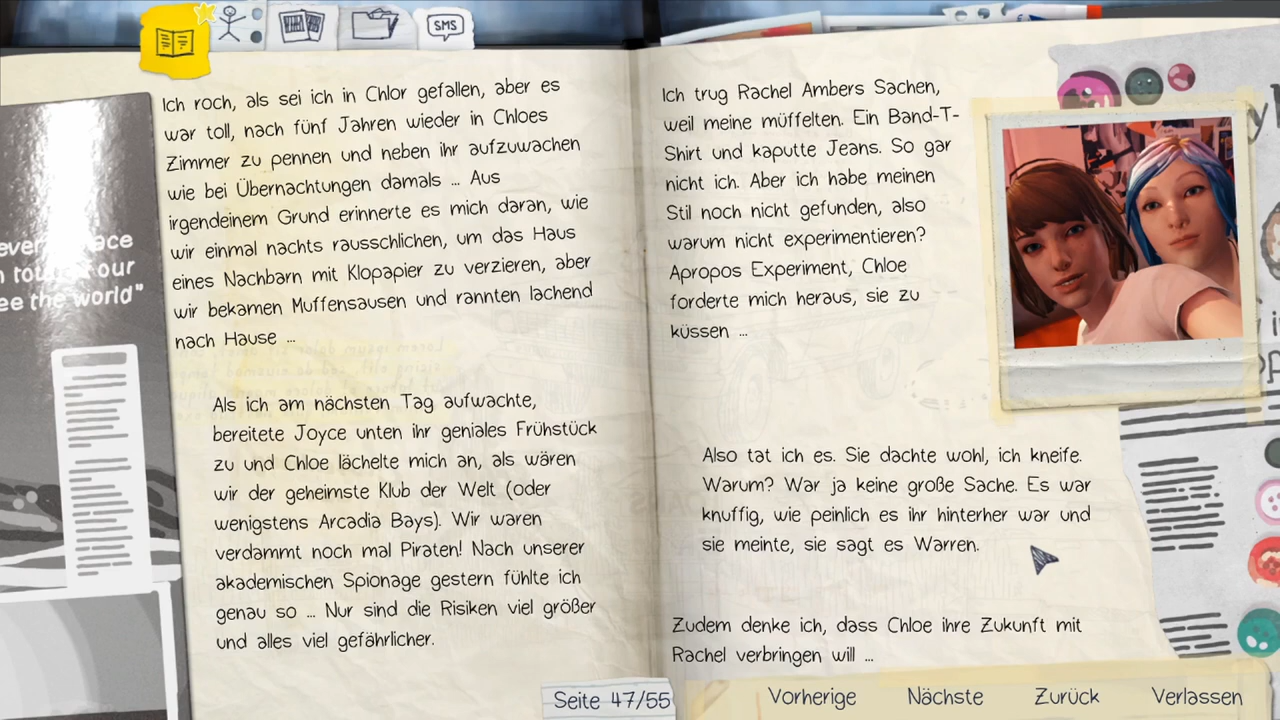 SMS
ee the world"
Ich roch, als sei ich in Chlor gefallen, aber es
war toll, nach fünf Jahren wieder in Chloes
Zimmer zu pennen und neben ihr aufzuwachen
wie bei Übernachtungen damals ... Aus
irgendeinem Grund erinnerte es mich daran, wie
wir einmal nachts rausschlichen, um das Haus
eines Nachbarn mit Klopapier zu verzieren, aber
wir bekamen Muffensausen und rannten lachend
nach Hause ...
Als ich am nächsten Tag aufwachte,
bereitete Joyce unten ihr geniales Frühstück
zu und Chloe lächelte mich an, als wären
wir der geheimste Klub der Welt (oder
wenigstens Arcadia Bays). Wir waren
verdammt noch mal Piraten! Nach unserer
akademischen Spionage gestern fühlte ich
genau so ... Nur sind die Risiken viel größer
und alles viel gefährlicher.
Ich trug Rachel Ambers Sachen,
weil meine müffelten. Ein Band-T-
Shirt und kaputte Jeans. So gar
nicht ich. Aber ich habe meinen
Stil noch nicht gefunden, also
warum nicht experimentieren?
Apropos Experiment, Chloe
forderte mich heraus, sie zu
küssen ...
Also tat ich es. Sie dachte wohl, ich kneife.
Warum? War ja keine große Sache. Es war
knuffig, wie peinlich es ihr hinterher war und
sie meinte, sie sagt es Warren.
Zudem denke ich, dass Chloe ihre Zukunft mit
Rachel verbringen will ...
Seite 47/55
Vorherige Nächste Zurück Verlassen